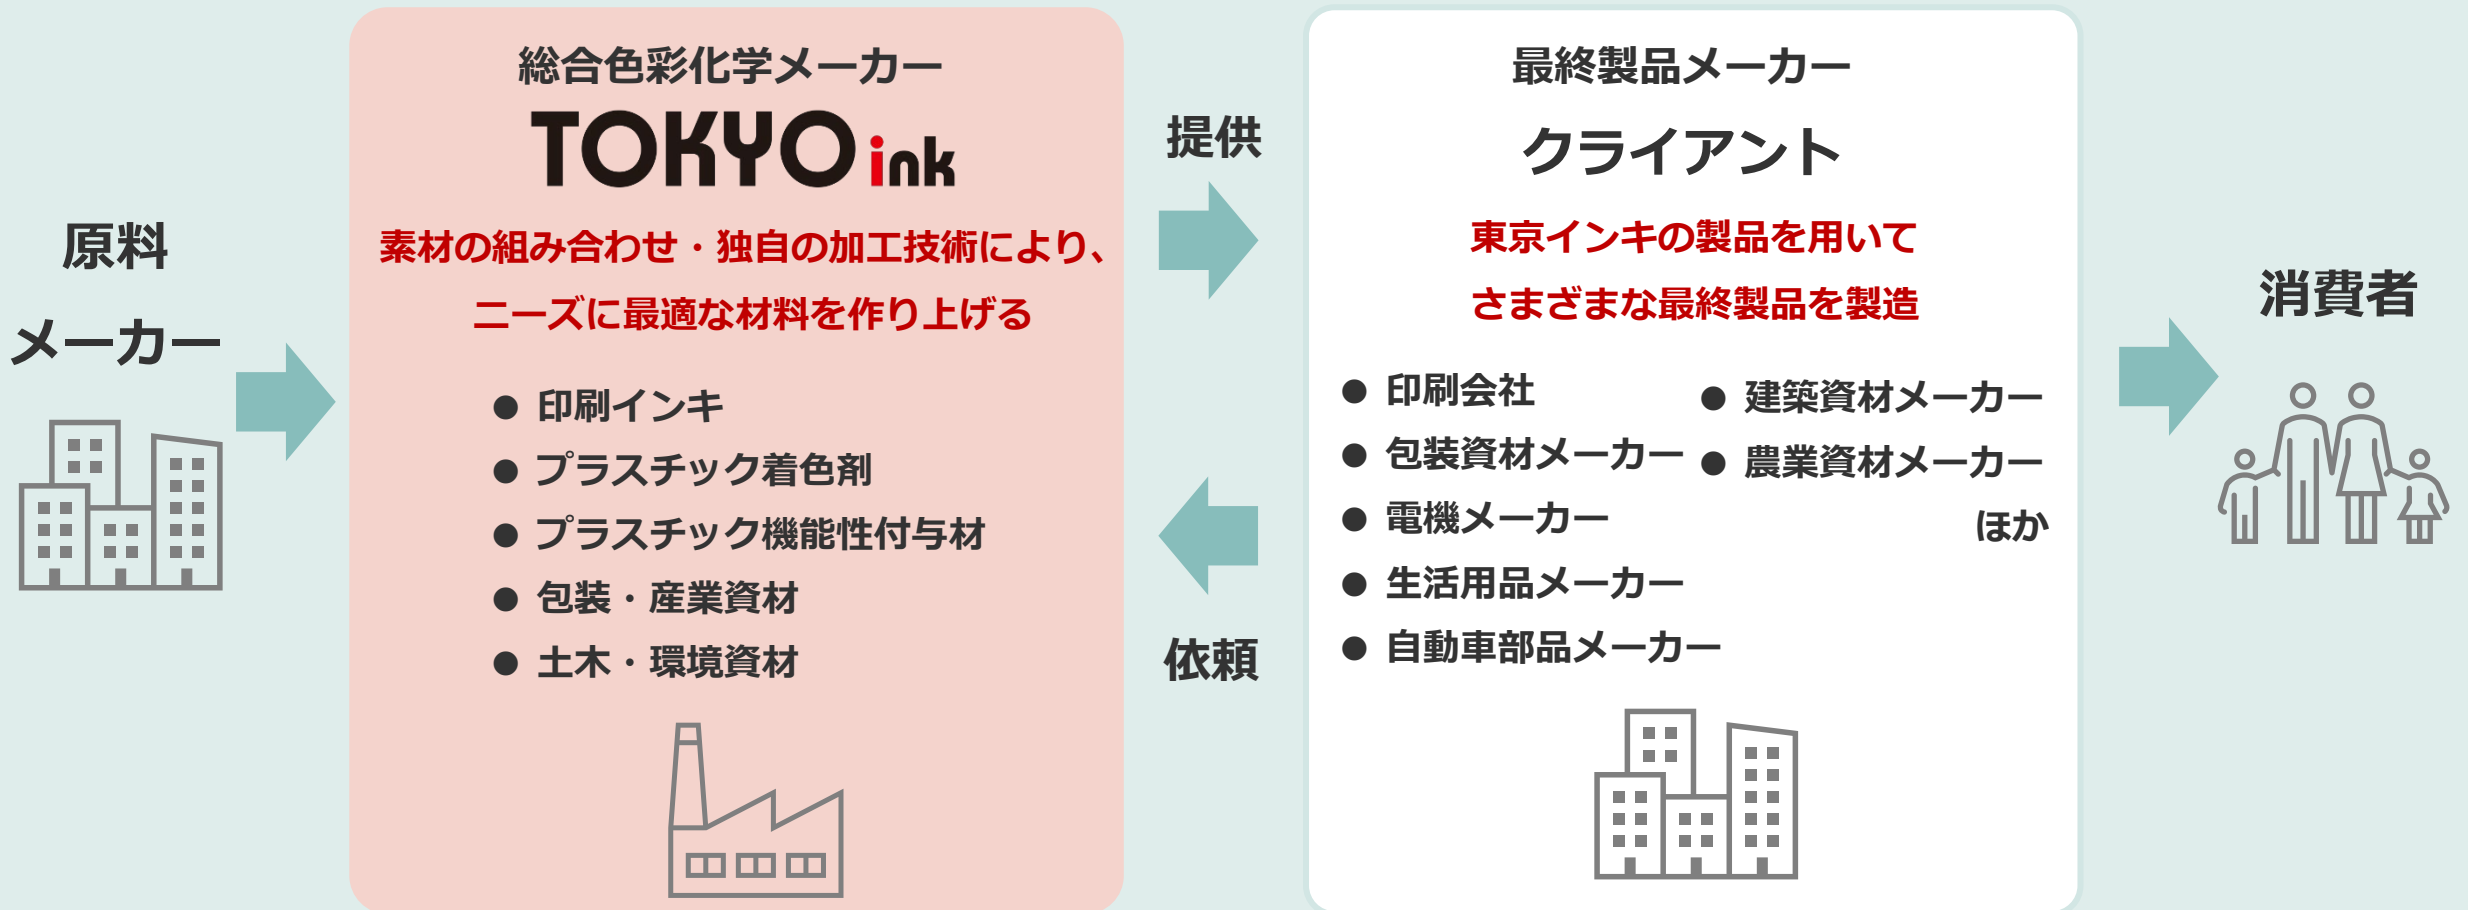 原料
メーカー
総合色彩化学メーカー
TOKYO ink
素材の組み合わせ・独自の加工技術により、
ニーズに最適な材料を作り上げる
● 印刷インキ
● プラスチック着色剤
● プラスチック機能性付与材
● 包装・産業資材
● 土木・環境資材
提供
依頼
最終製品メーカー
クライアント
東京インキの製品を用いて
さまざまな最終製品を製造
● 印刷会社
● 包装資材メーカー
● 電機メーカー
● 生活用品メーカー
● 自動車部品メーカー
● 建築資材メーカー
● 農業資材メーカー
ほか
消費者